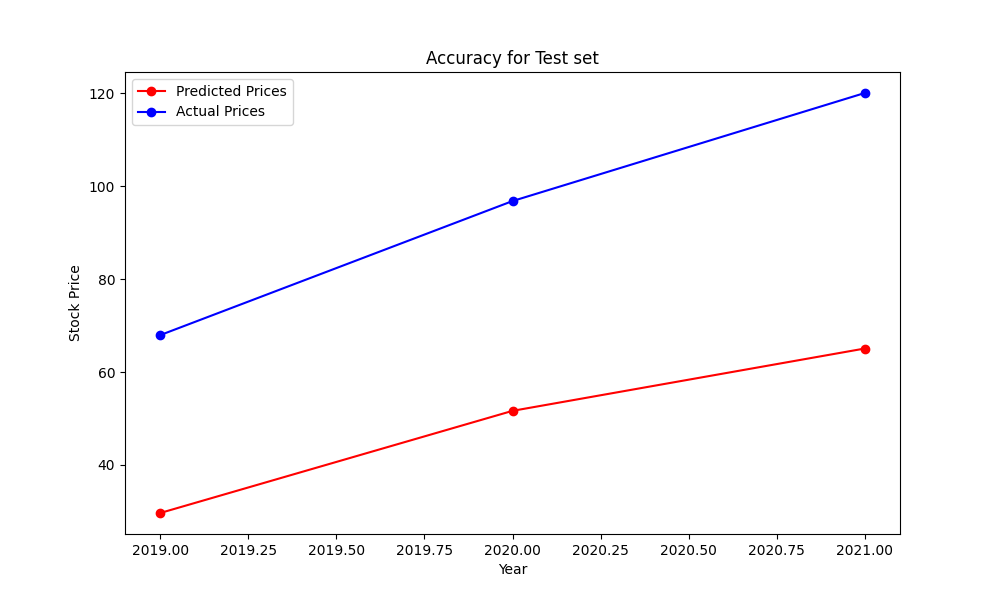 Accuracy for Test set
Predicted Prices
Actual Prices
120
100
80
60
40
Stock Price
2019.00 2019.25 2019.50 2019.75 2020.00 2020.25 2020.50 2020.75 2021.00
Year